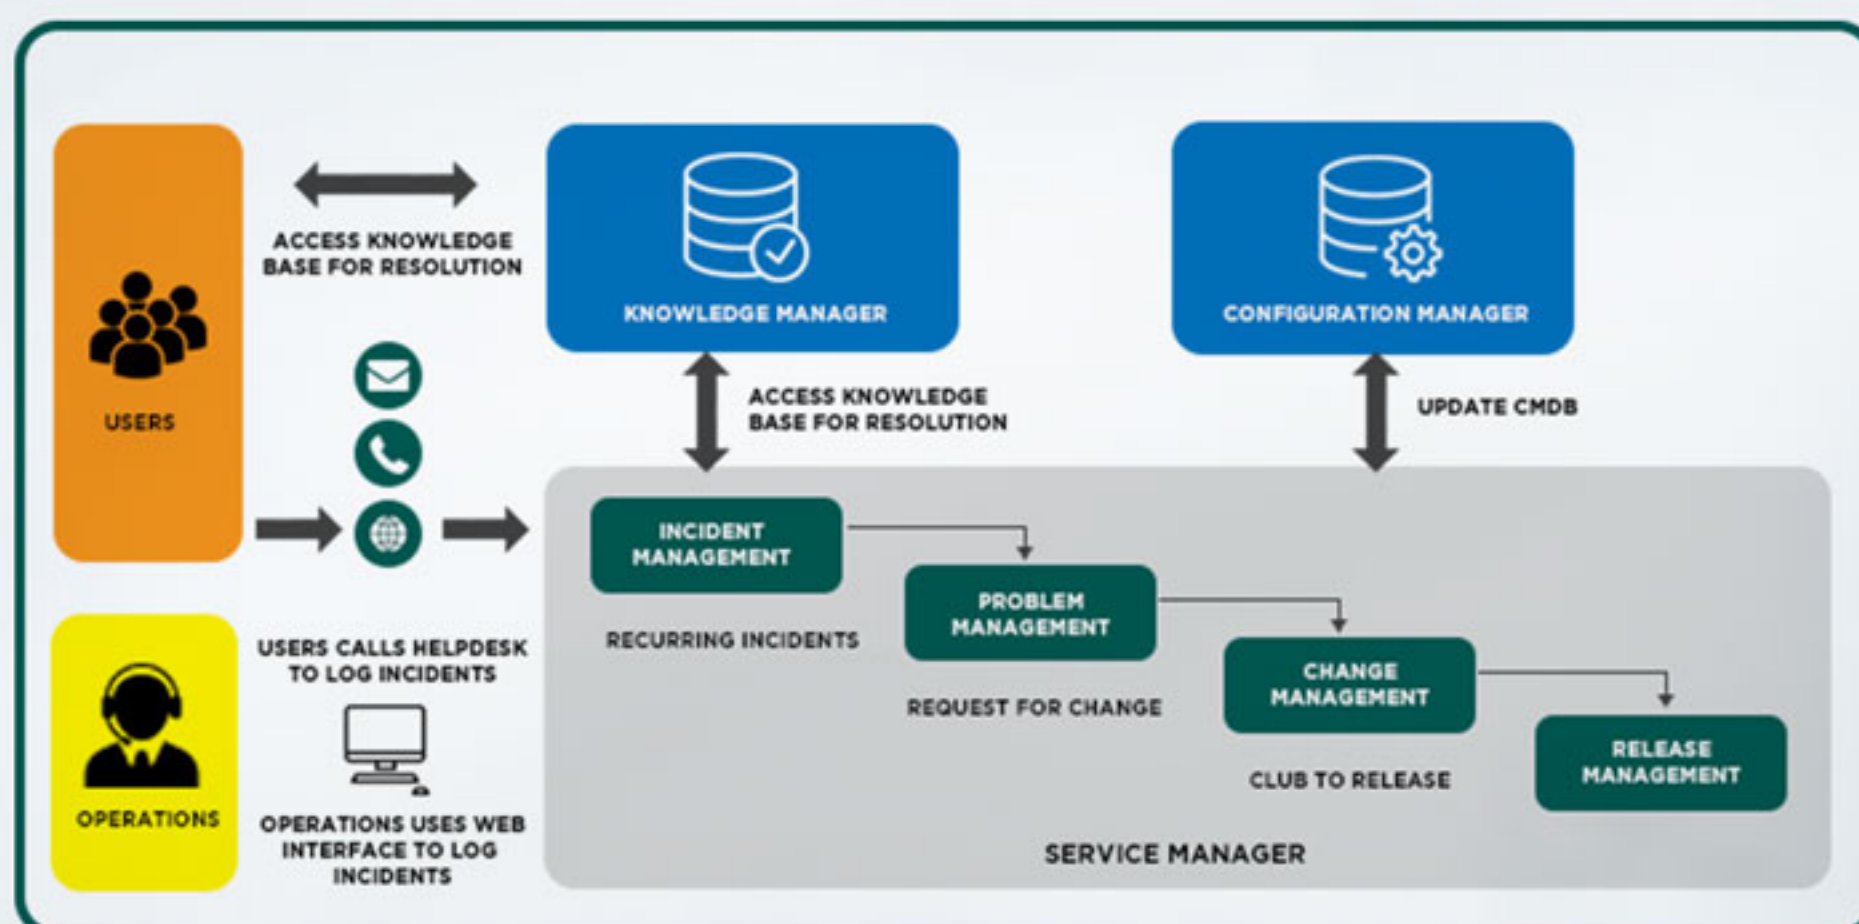 ACCESS KNOWLEDGE
BASE FOR RESOLUTION
USERS
KNOWLEDGE MANAGER
CONFIGURATION MANAGER
ACCESS KNOWLEDGE
BASE FOR RESOLUTION
UPDATE CMDB
INCIDENT
MANAGEMENT
RECURRING INCIDENTS
PROBLEM
MANAGEMENT
REQUEST FOR CHANGE
CHANGE
MANAGEMENT
CLUB TO RELEASE
RELEASE
MANAGEMENT
SERVICE MANAGER
USERS CALLS HELPDESK
TO LOG INCIDENTS
OPERATIONS
OPERATIONS USES WEB
INTERFACE TO LOG
INCIDENTS